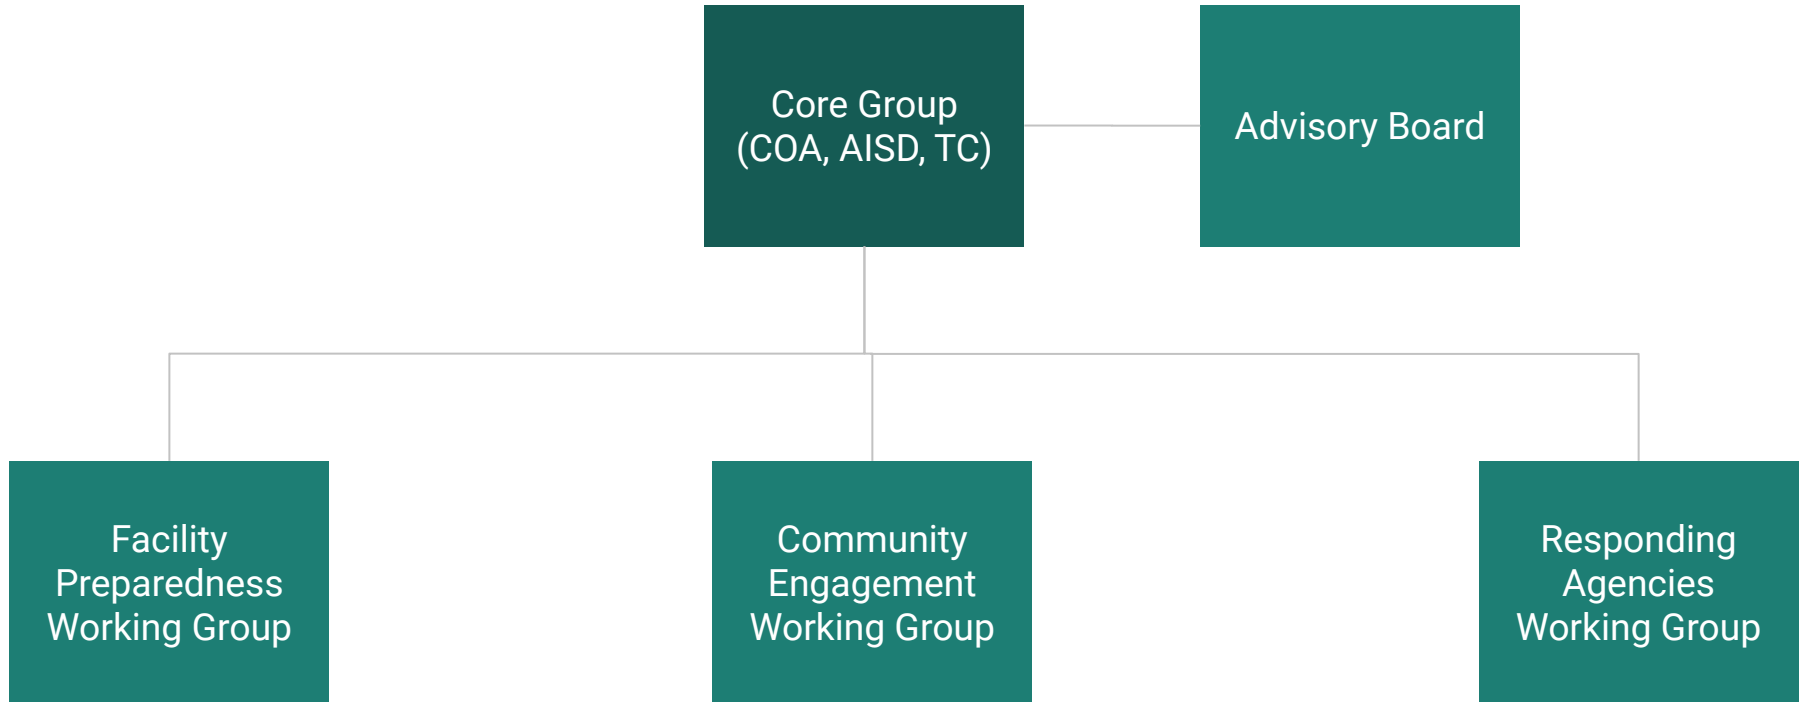 Core Group
(COA, AISD, TC)
Advisory Board
Facility
Preparedness
Working Group
Community
Engagement
Working Group
Responding
Agencies
Working Group